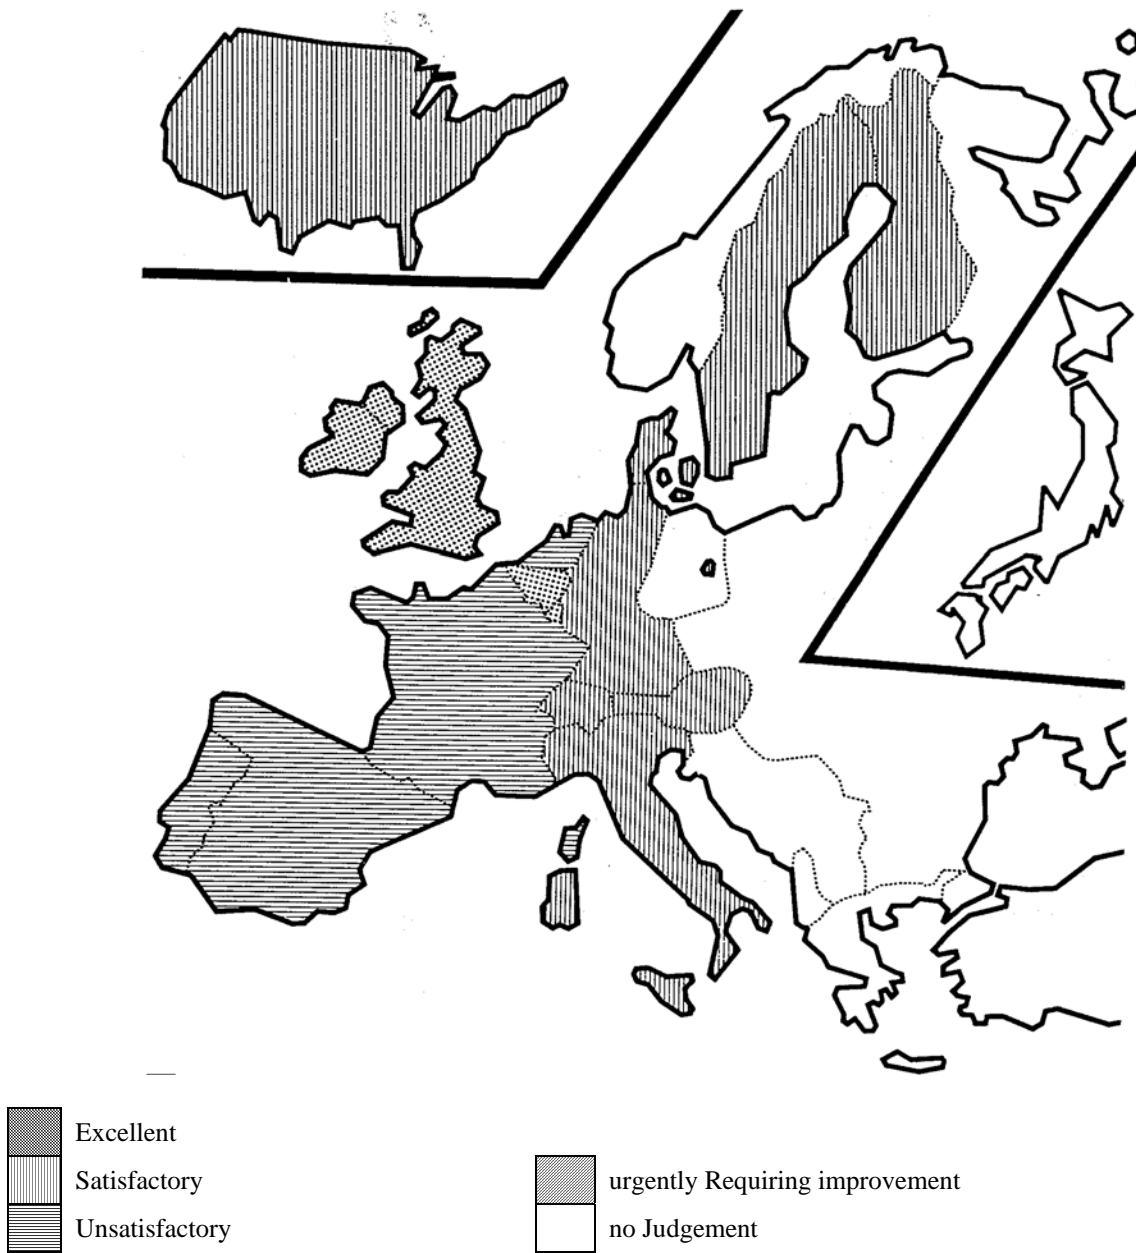 Excellent
Satisfactory
Unsatisfactory
urgently Requiring improvement
no Judgement